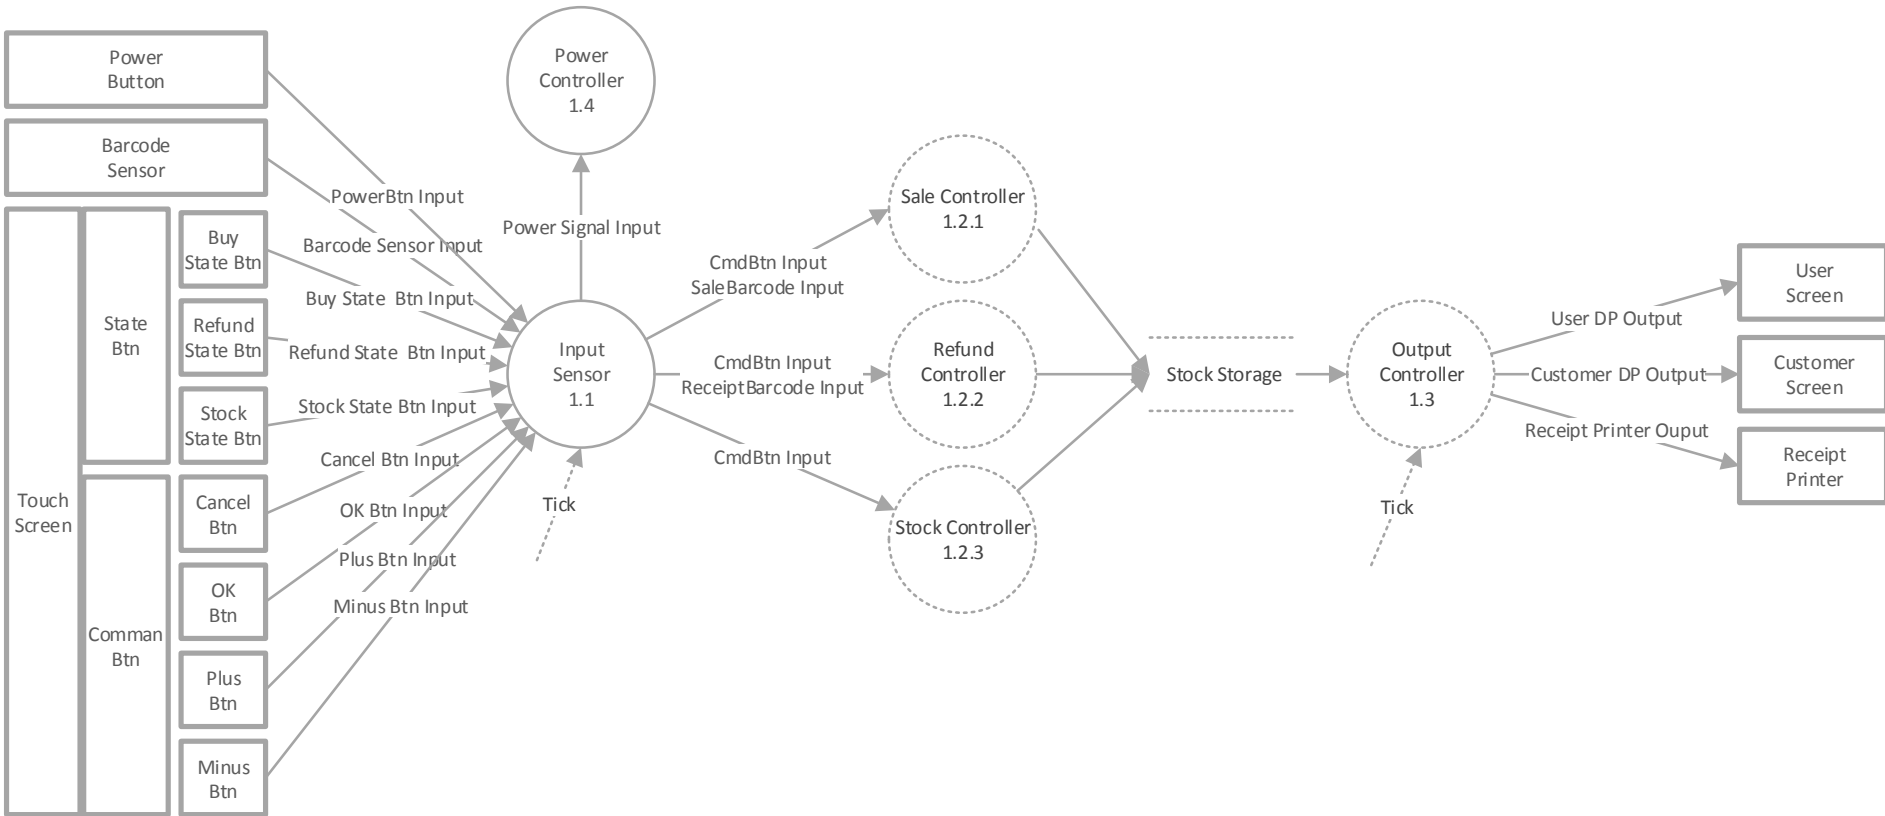 Power
Button
Barcode
Sensor
Touch
Screen
State
Btn
Buy
State Btn
Refund
State Btn
Stock
State Btn
Comman
Btn
Cancel
Btn
OK
Btn
Plus
Btn
Minus
Btn
PowerBtn Input
Barcode Sensor Input
Buy State Btn Input
Refund State Btn Input
Stock State Btn Input
Cancel Btn Input
OK Btn Input
Plus Btn Input
Minus Btn Input
Power
Controller
1.4
Power Signal Input
Input
Sensor
1.1
Tick
CmdBtn Input
SaleBarcode Input
CmdBtn Input
ReceiptBarcode Input
CmdBtn Input
Sale Controller
1.2.1
Refund
Controller
1.2.2
Stock Controller
1.2.3
Stock Storage
Output
Controller
1.3
Tick
User DP Output
Customer DP Output
Receipt Printer Ouput
User
Screen
Customer
Screen
Receipt
Printer